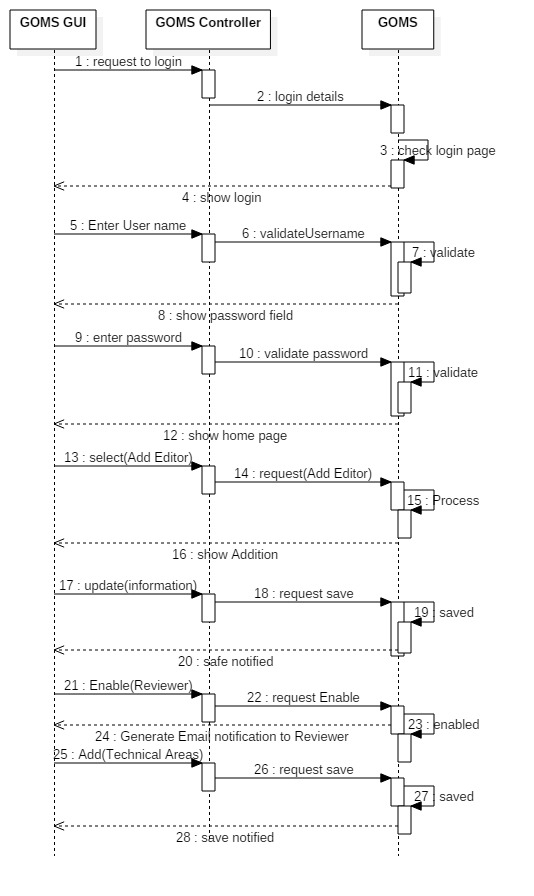 GOMS GUI
GOMS Controller
GOMS
1 : request to login
2 : login details
3 : check login page
4 : show login
5 : Enter User name
6 : validateUsername
7 : validate
8 : show password field
9 : enter password
10 : validate password
11 : validate
12 : show home page
13 : select(Add Editor)
14 : request(Add Editor)
15 : Process
16 : show Addition
17 : update(information)
18 : request save
19 : saved
20 : safe notified
21 : Enable(Reviewer)
22 : request Enable
23 : enabled
24 : Generate Email notification to Reviewer
25 : Add(Technical Areas)
26 : request save
27 : saved
28 : save notified